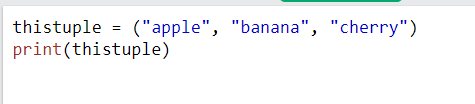 thistuple = ("apple", "banana", "cherry")
print(thistuple)